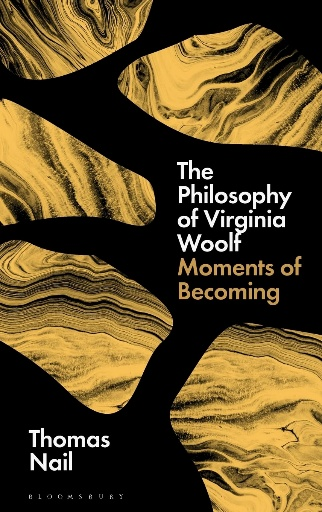 The
Philosophy
of Virginia
Woolf
Moments of
Becoming
Thomas
Nail
BLOOMSBURY